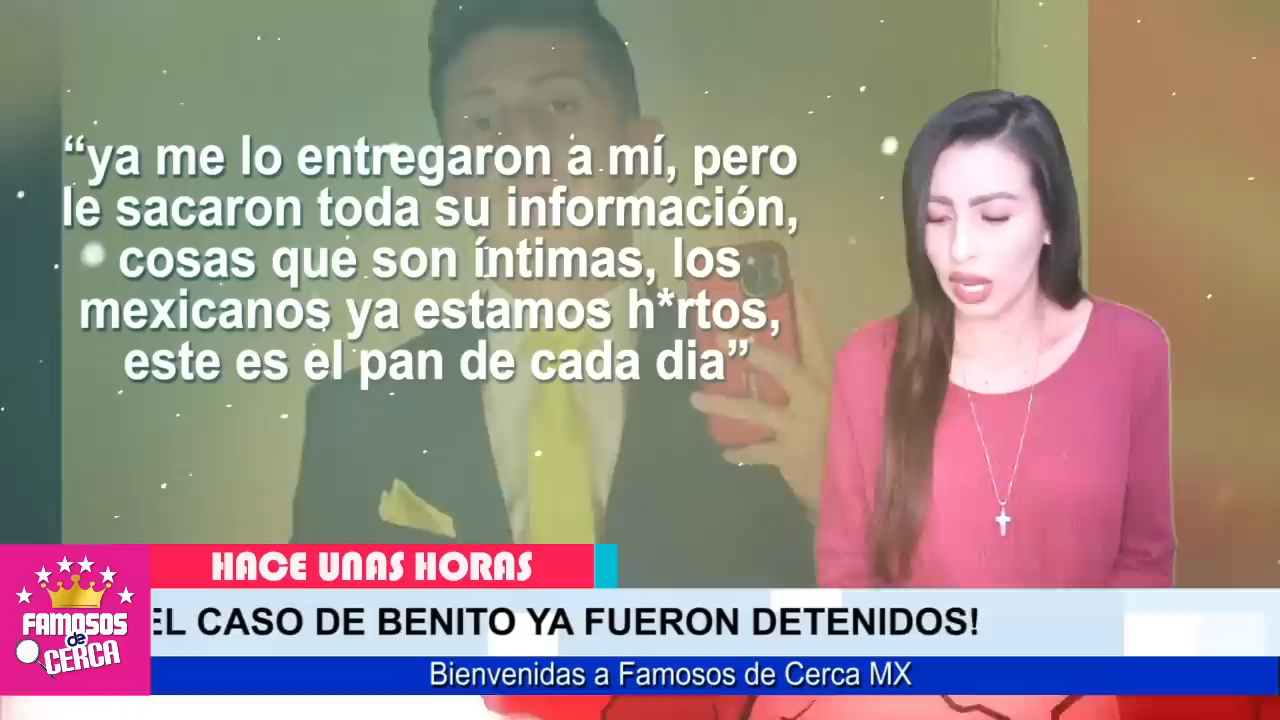 “ya me lo entregaron a mí, pero
le sacaron toda su información,
cosas que son íntimas, los
mexicanos ya estamos h*rtos,
este es el pan de cada dia”
HACE UNAS HORAS
EL CASO DE BENITO YA FUERON DETENIDOS!
FAMOSOS
de
CERCA
Bienvenidas a Famosos de Cerca MX